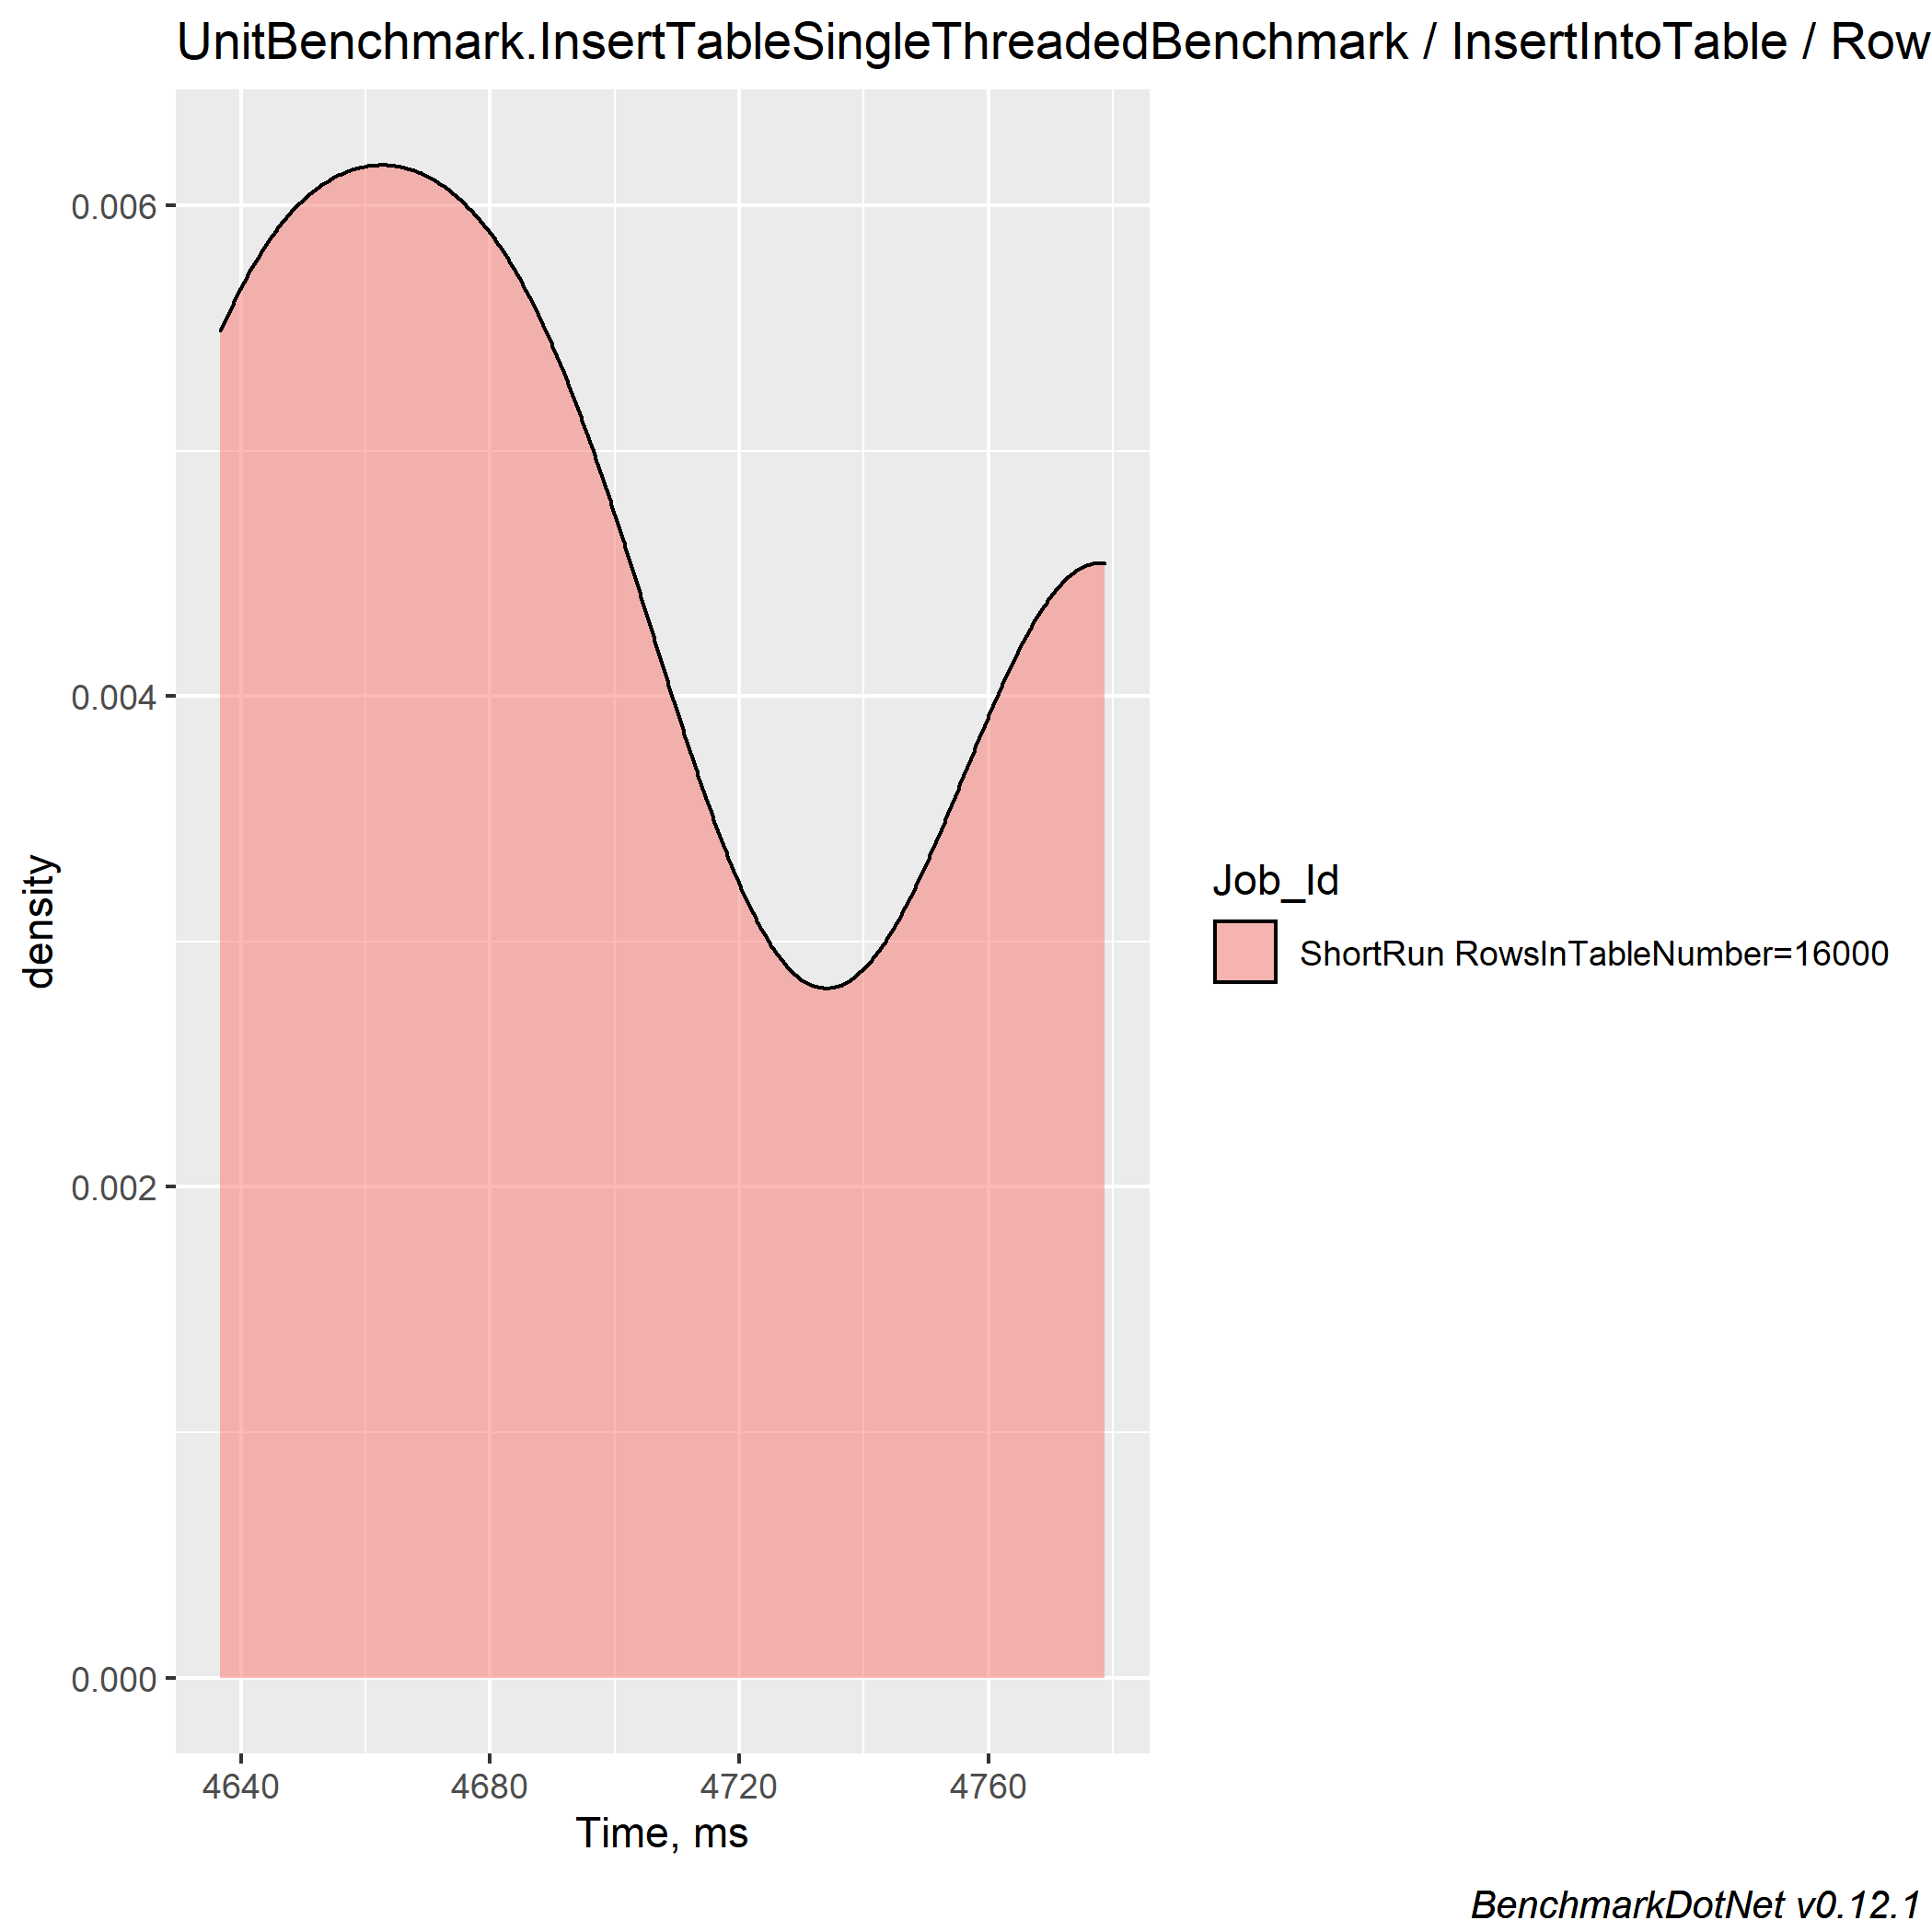 UnitBenchmark.InsertTableSingleThreadedBenchmark / InsertIntoTable / Row
0.006
0.004
0.002
0.000
density
4640 4680 4720 4760
Time, ms
Job_Id
ShortRun RowsInTableNumber=16000
BenchmarkDotNet v0.12.1